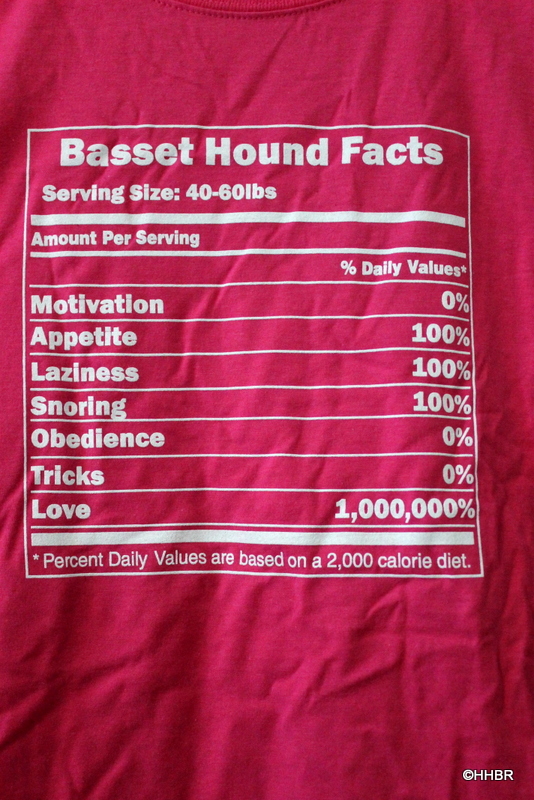 Basset Hound Facts
Serving Size: 40-60lbs
Amount Per Serving
% Daily Values*
Motivation 0%
Appetite 100%
Laziness 100%
Snoring 100%
Obedience 0%
Tricks 0%
Love 1,000,000%
* Percent Daily Values are based on a 2,000 calorie diet.
©HHBR